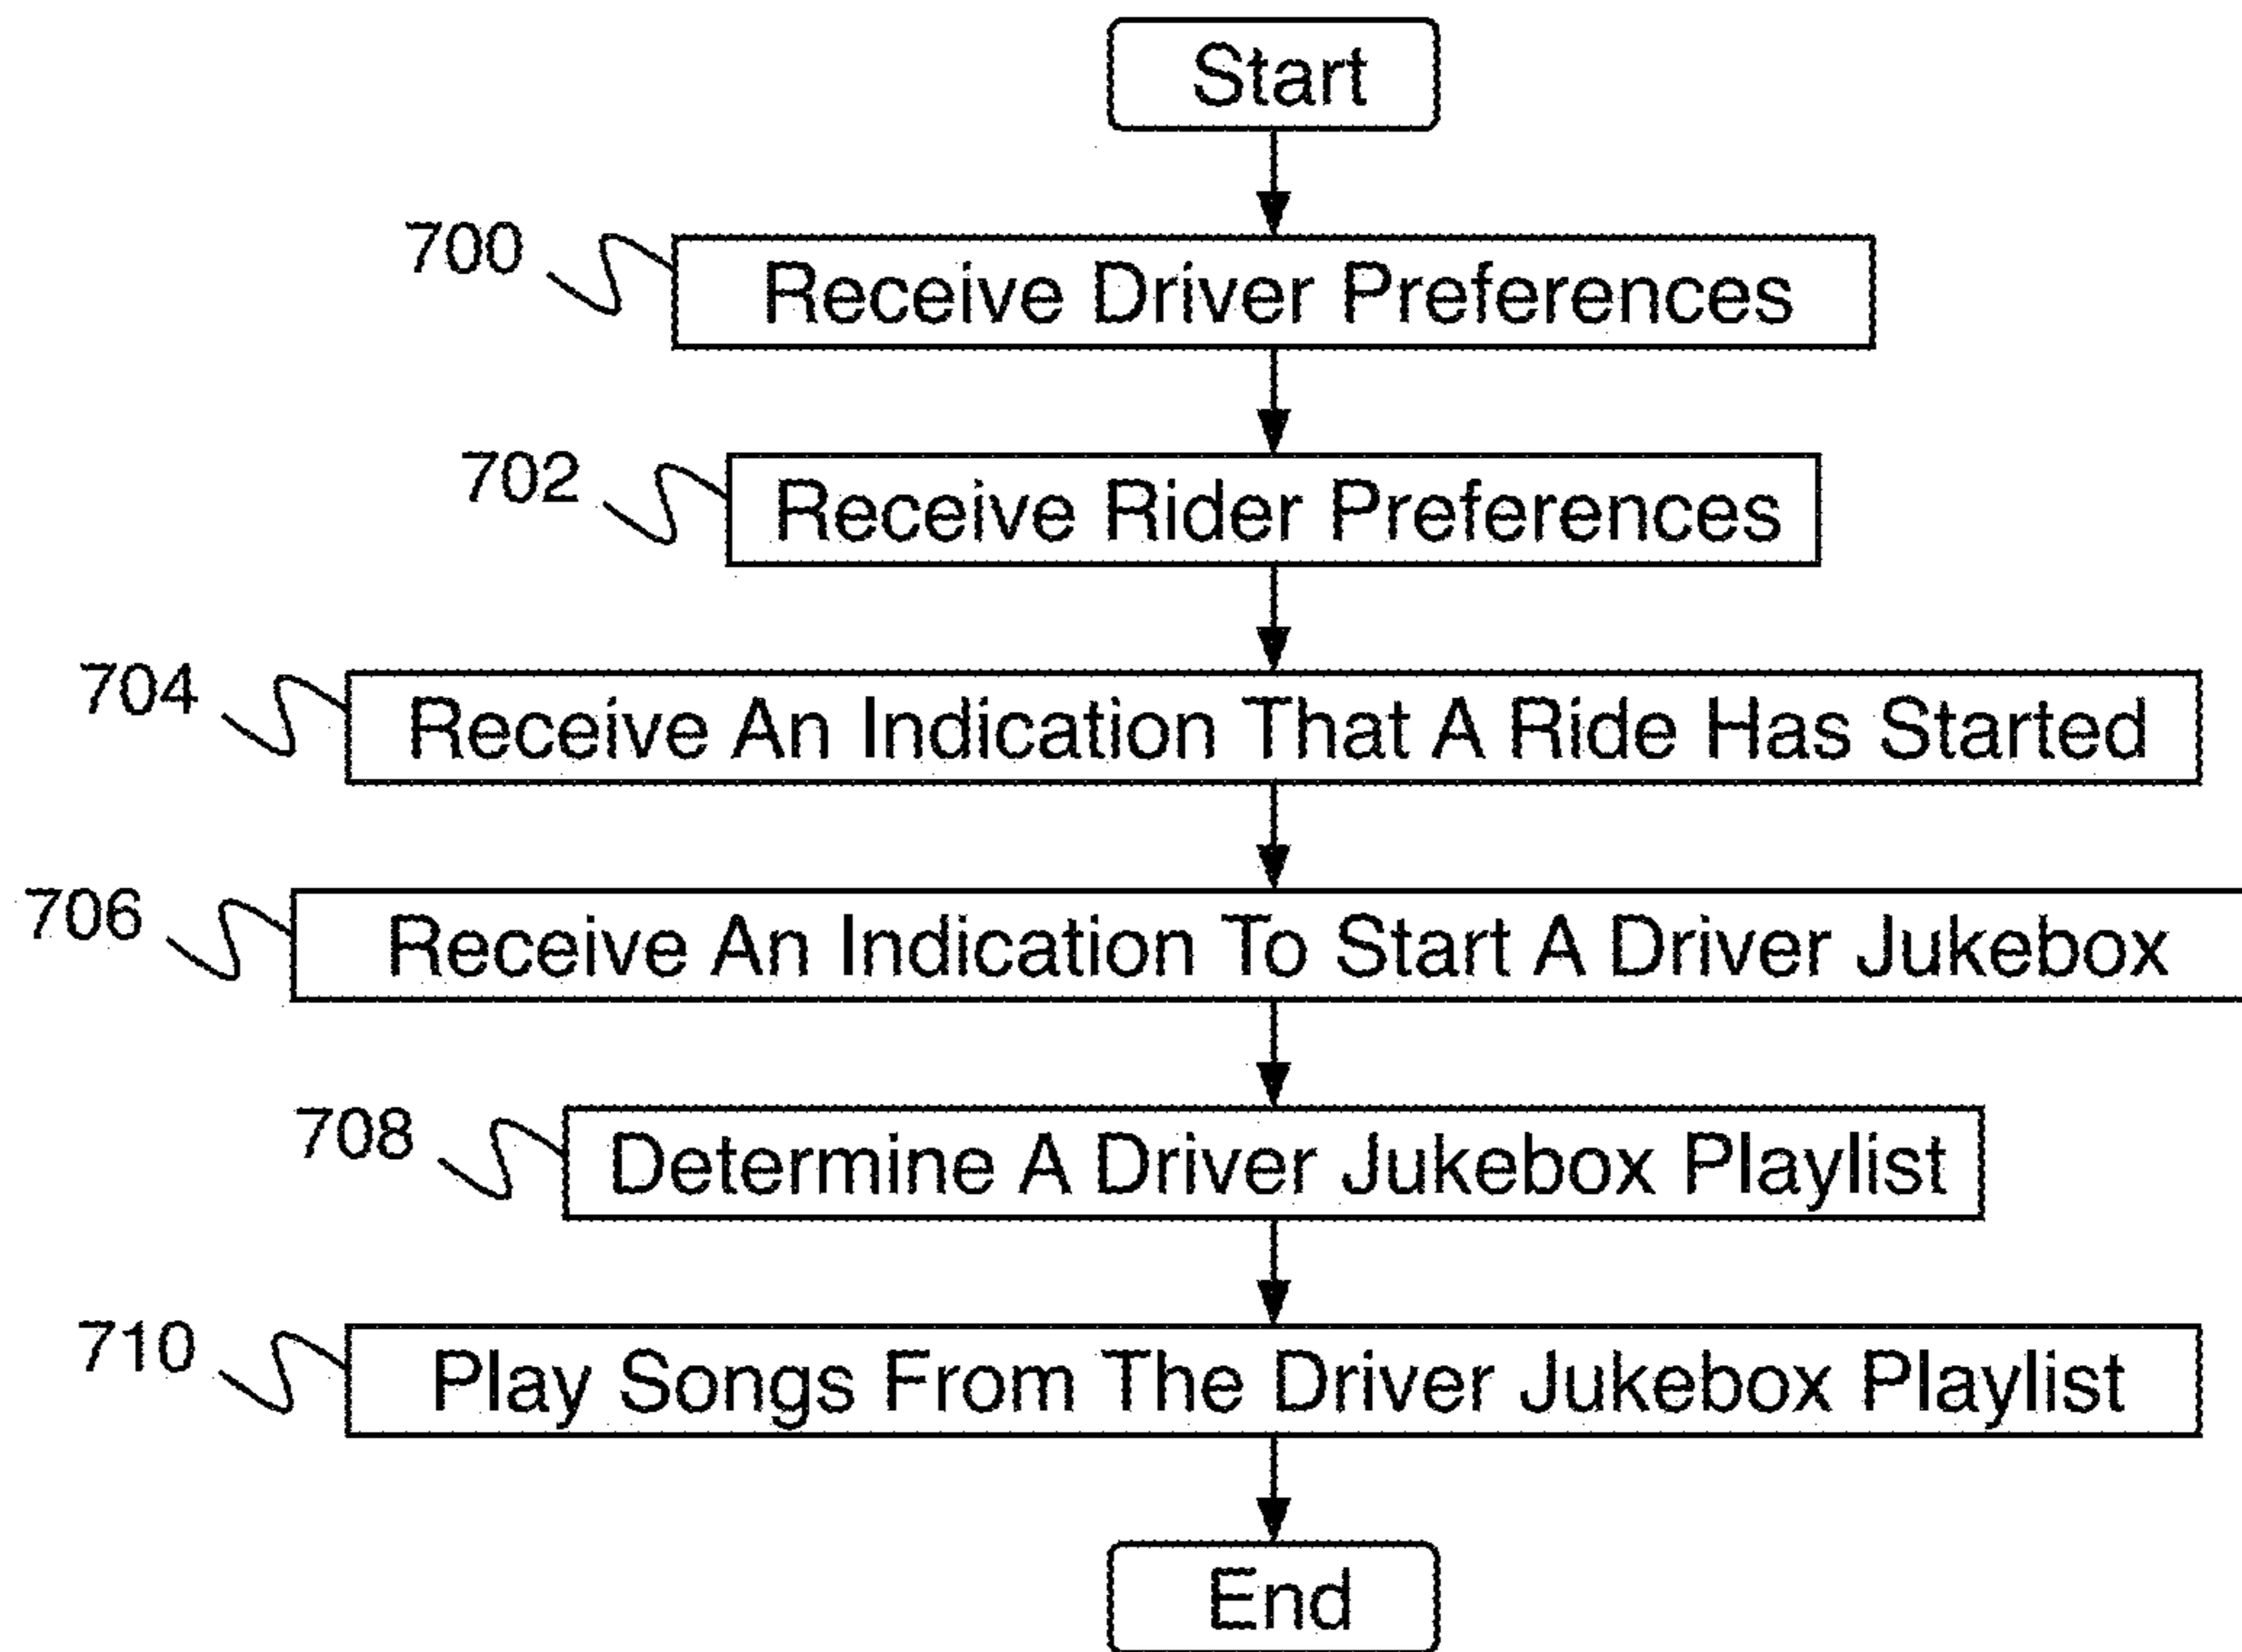 Start
700 Receive Driver Preferences
702 Receive Rider Preferences
704 Receive An Indication That A Ride Has Started
706 Receive An Indication To Start A Driver Jukebox
708 Determine A Driver Jukebox Playlist
710 Play Songs From The Driver Jukebox Playlist
End